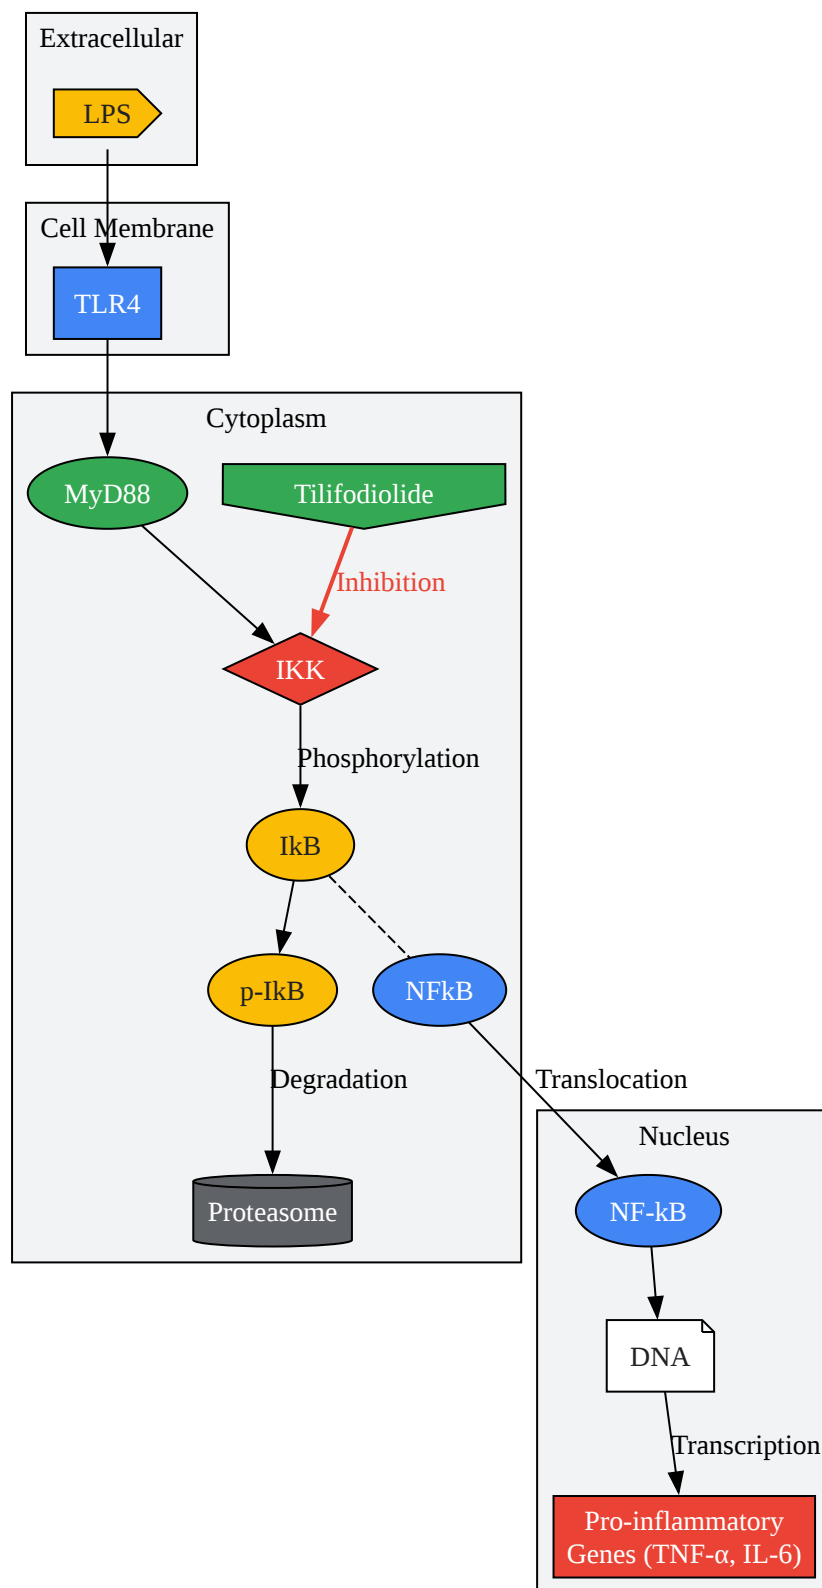 Extracellular
LPS
Cell Membrane
TLR4
Cytoplasm
MyD88
Tilifodiolide
Inhibition
IKK
Phosphorylation
IkB
p-IkB
NFkB
Degradation
Translocation
Nucleus
Proteasome
NF-kB
DNA
Transcription
Pro-inflammatory
Genes (TNF-α, IL-6)